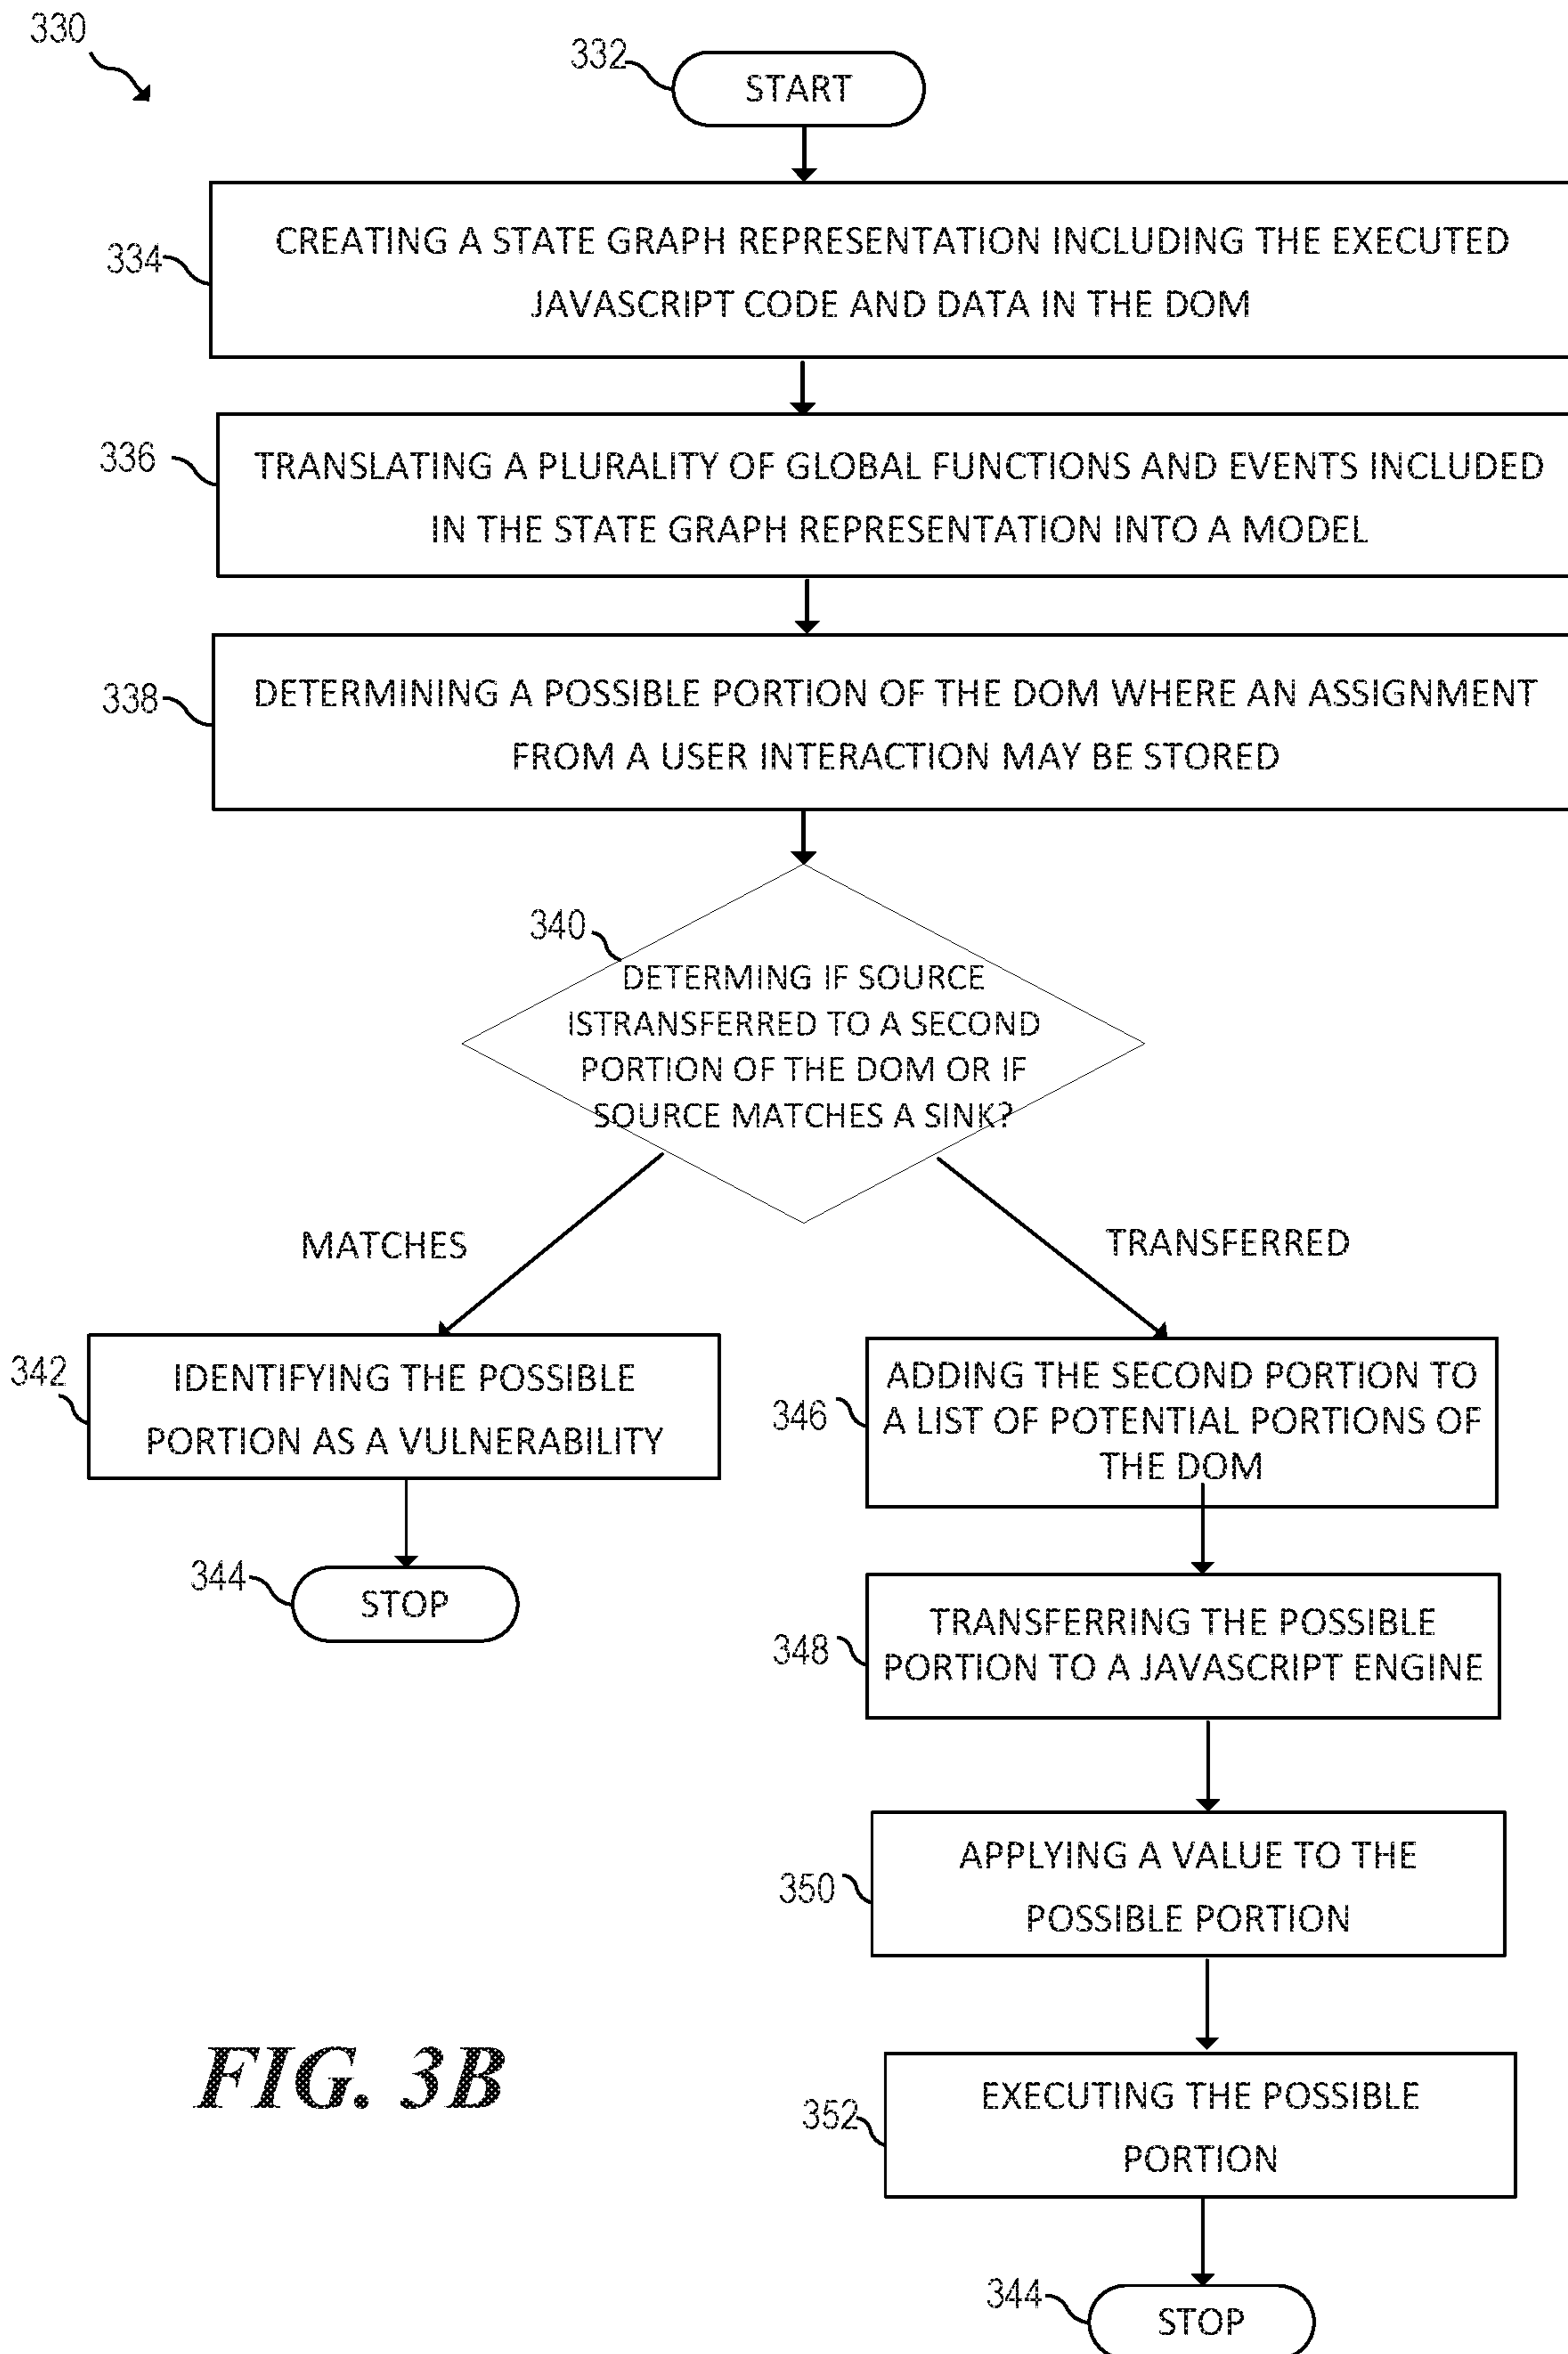 330
332
START
334
CREATING A STATE GRAPH REPRESENTATION INCLUDING THE EXECUTED
JAVASCRIPT CODE AND DATA IN THE DOM
336
TRANSLATING A PLURALITY OF GLOBAL FUNCTIONS AND EVENTS INCLUDED
IN THE STATE GRAPH REPRESENTATION INTO A MODEL
338
DETERMINING A POSSIBLE PORTION OF THE DOM WHERE AN ASSIGNMENT
FROM A USER INTERACTION MAY BE STORED
340
DETERMING IF SOURCE
ISTRANSFERRED TO A SECOND
PORTION OF THE DOM OR IF
SOURCE MATCHES A SINK?
MATCHES
TRANSFERRED
342
IDENTIFYING THE POSSIBLE
PORTION AS A VULNERABILITY
344
STOP
346
ADDING THE SECOND PORTION TO
A LIST OF POTENTIAL PORTIONS OF
THE DOM
348
TRANSFERRING THE POSSIBLE
PORTION TO A JAVASCRIPT ENGINE
350
APPLYING A VALUE TO THE
POSSIBLE PORTION
352
EXECUTING THE POSSIBLE
PORTION
344
STOP
FIG. 3B